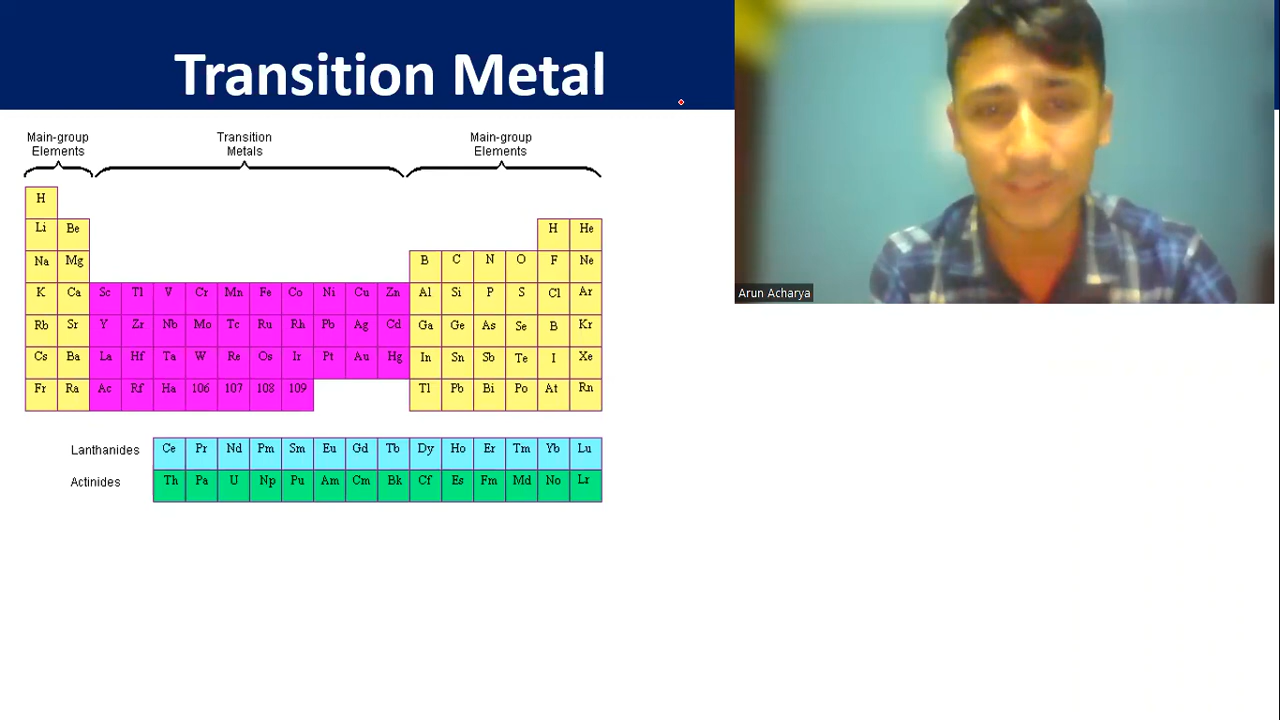 Transition Metal
Main-group
Elements
Transition
Metals
Main-group
Elements
H
Li Be H He
Na Mg B C N O F Ne
K Ca Sc Tl V Cr Mn Fe Co Ni Cu Zn Al Si P S Cl Ar
Rb Sr Y Zr Nb Mo Tc Ru Rh Pb Ag Cd Ga Ge As Se B Kr
Cs Ba La Hf Ta W Re Os Ir Pt Au Hg In Sn Sb Te I Xe
Fr Ra Ac Rf Ha 106 107 108 109 Tl Pb Bi Po At Rn
Lanthanides Ce Pr Nd Pm Sm Eu Gd Tb Dy Ho Er Tm Yb Lu
Actinides Th Pa U Np Pu Am Cm Bk Cf Es Fm Md No Lr
Arun Acharya